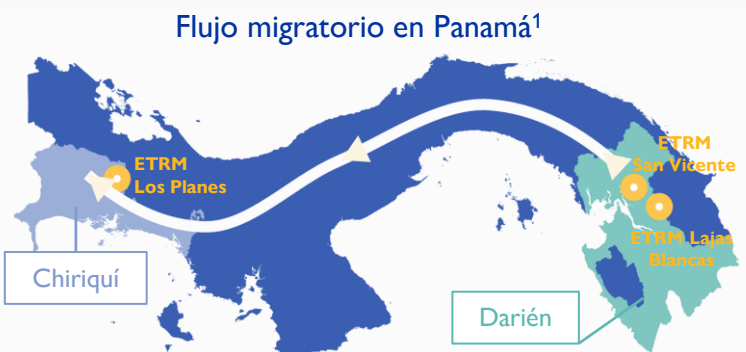 Flujo migratorio en Panamá¹
ETRM
Los Planes
ETRM
San Vicente
ETRM Lajas
Blancas
Chiriquí
Darién